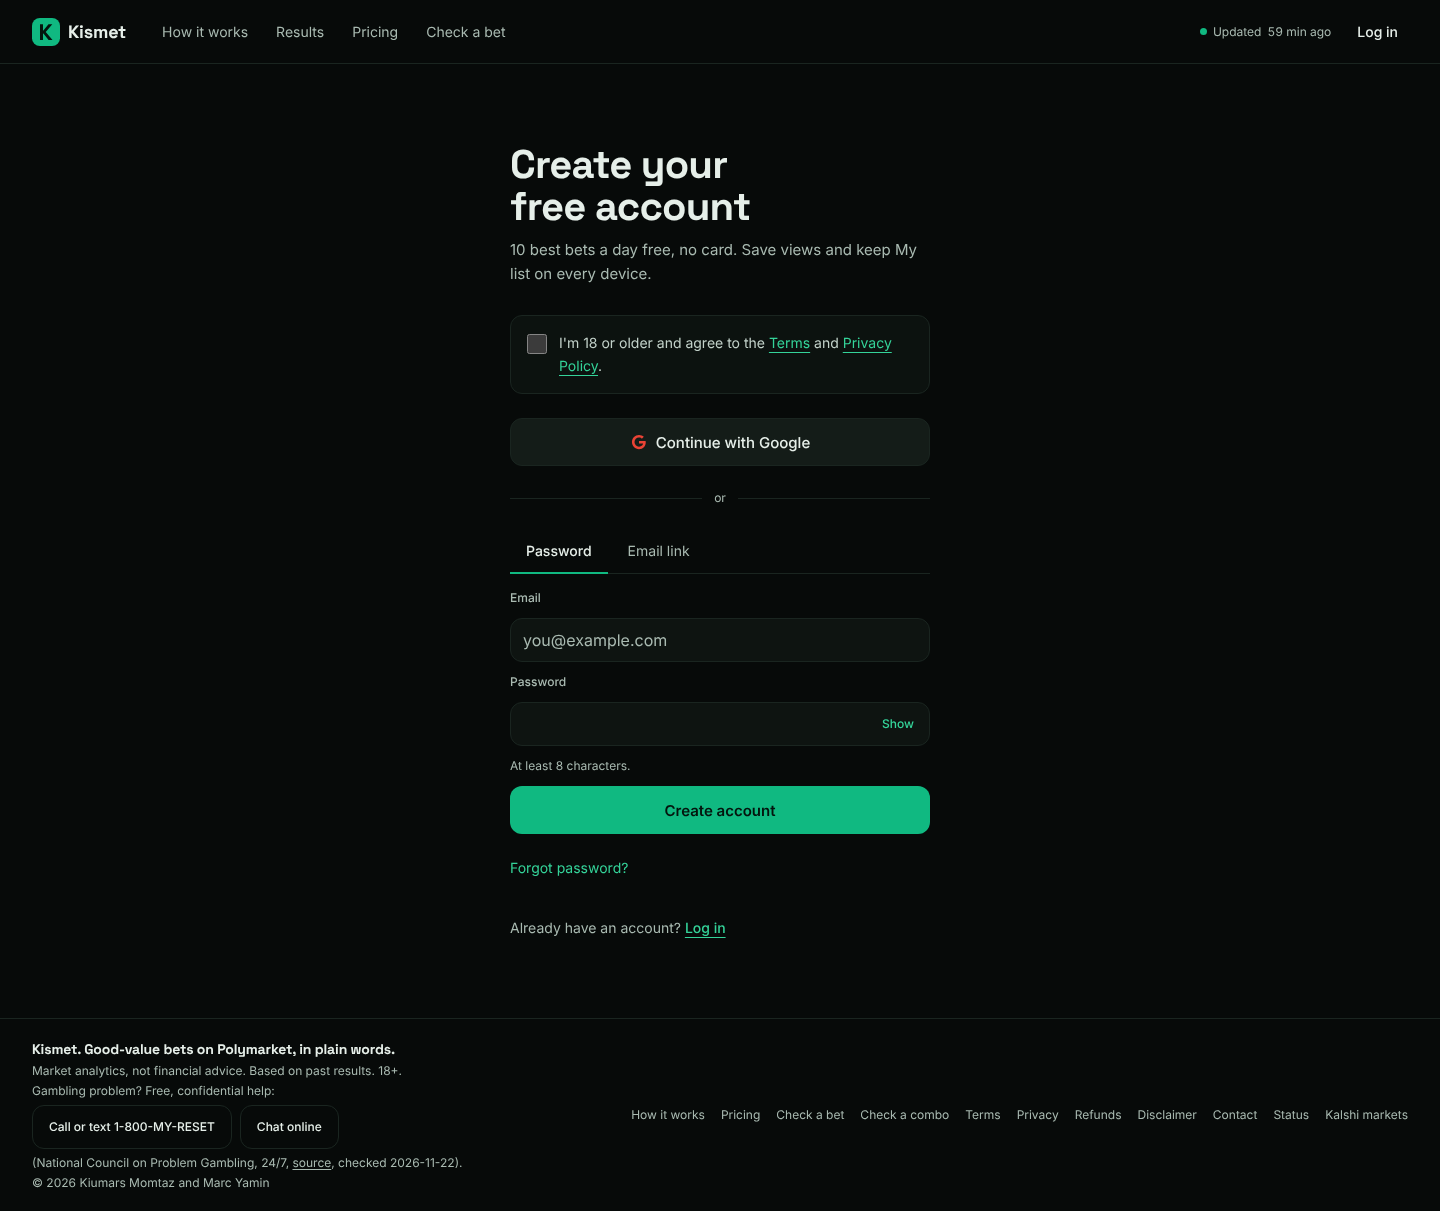 K Kismet
How it works
Results
Pricing
Check a bet
Updated 59 min ago
Log in
Create your
free account
10 best bets a day free, no card. Save views and keep My
list on every device.
I'm 18 or older and agree to the Terms and Privacy
Policy.
Continue with Google
or
Password
Email link
Email
you@example.com
Password
Show
At least 8 characters.
Create account
Forgot password?
Already have an account? Log in
Kismet. Good-value bets on Polymarket, in plain words.
Market analytics, not financial advice. Based on past results. 18+.
Gambling problem? Free, confidential help:
Call or text 1-800-MY-RESET
Chat online
(National Council on Problem Gambling, 24/7, source, checked 2026-11-22).
© 2026 Kiumars Momtaz and Marc Yamin
How it works
Pricing
Check a bet
Check a combo
Terms
Privacy
Refunds
Disclaimer
Contact
Status
Kalshi markets